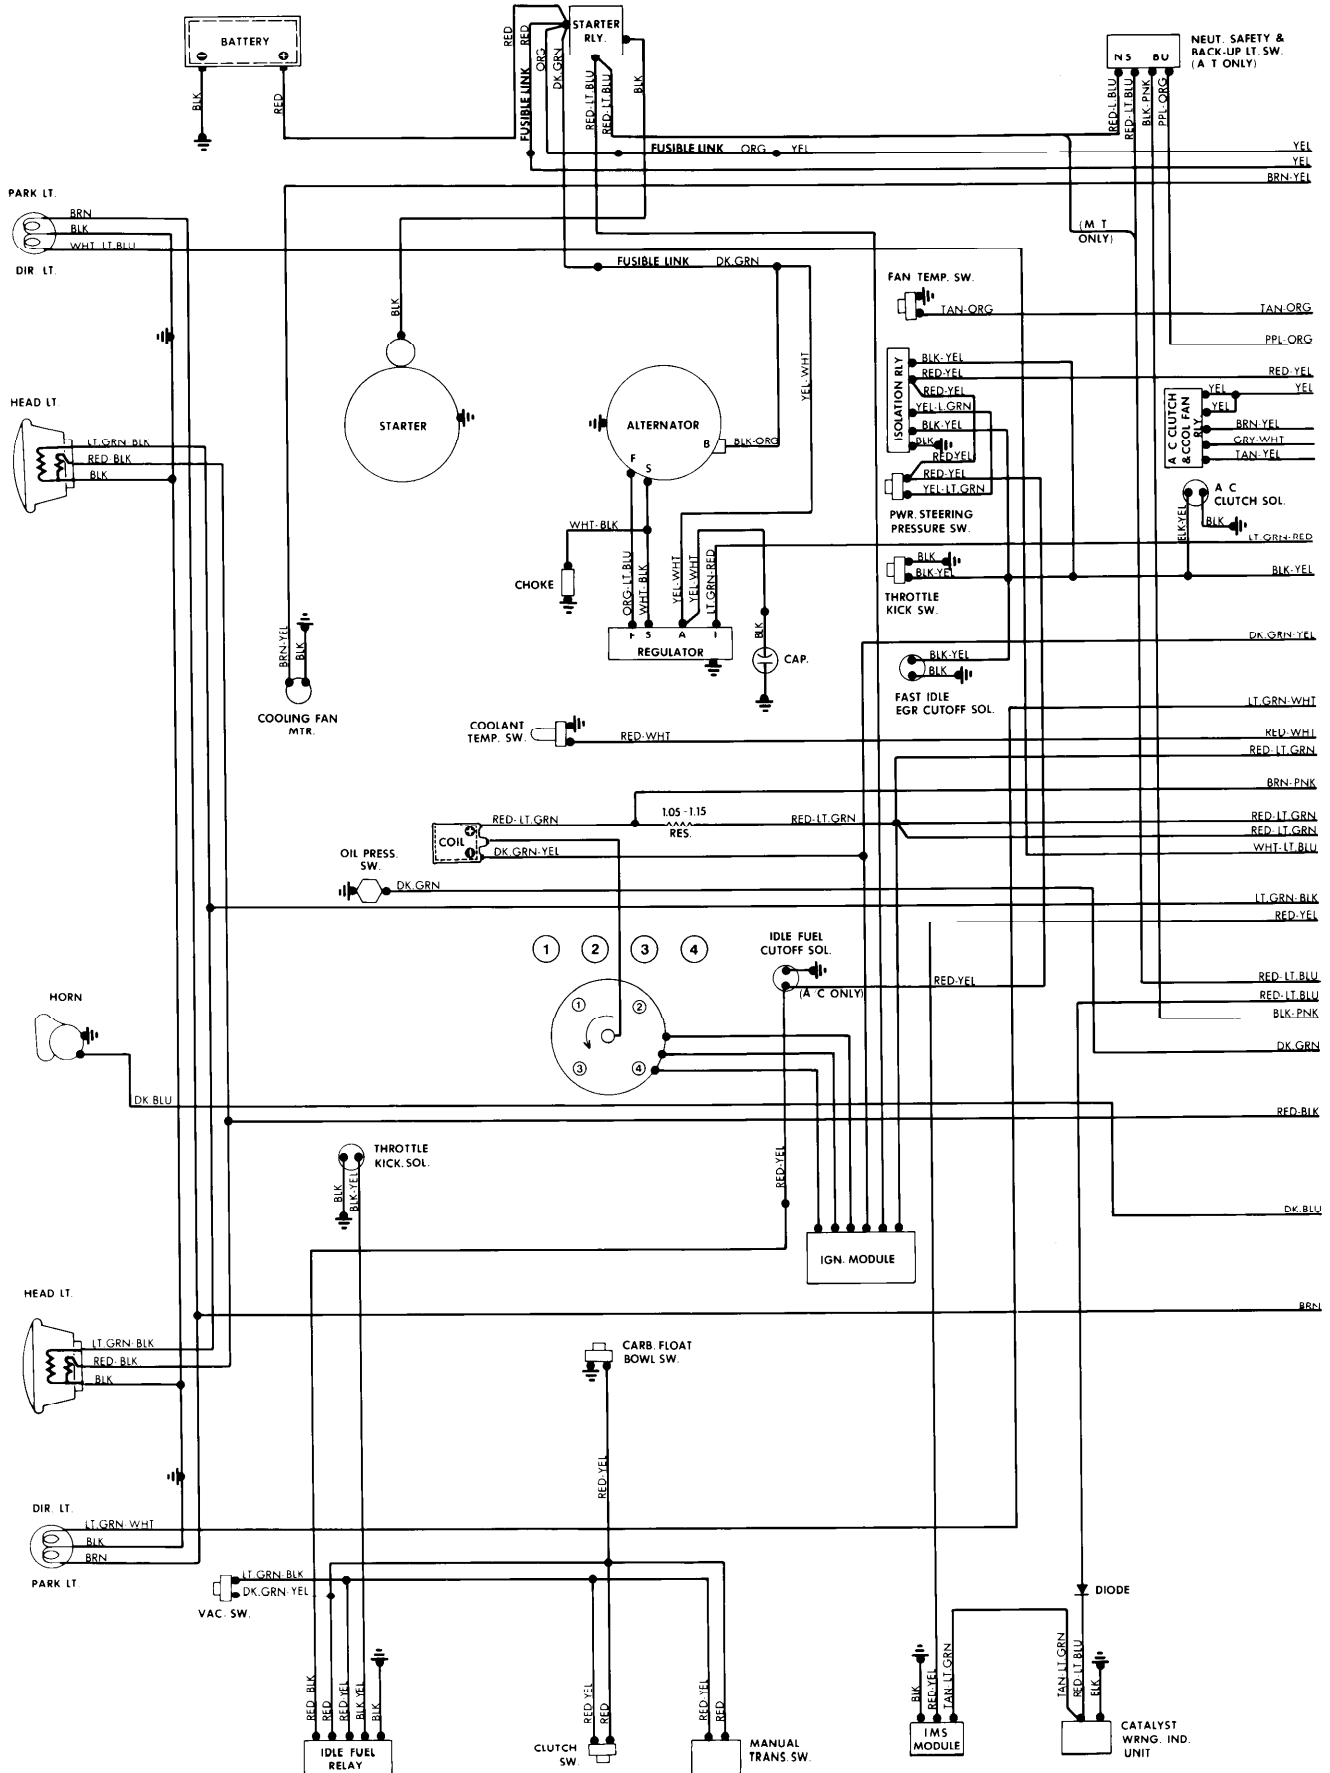 BATTERY
BLK
RED
RED
RED
ORG
DK.GRN
FUSIBLE LINK
STARTER
RLY.
RED-LT.BLU
RED-LT.BLU
BLK
FUSIBLE LINK
ORG
YEL
NS
BU
NEUT. SAFETY &
BACK-UP LT. SW.
(A T ONLY)
RED-L.BLU
RED-LT.BLU
BLK-PNK
PPL-ORG
YEL
YEL
BRN-YEL
PARK LT.
BRN
BLK
WHT LT.BLU
DIR LT.
(M T
ONLY)
FUSIBLE LINK
DK.GRN
FAN TEMP. SW.
TAN-ORG
TAN-ORG
PPL-ORG
BLK
YEL-WHT
STARTER
ALTERNATOR
B
BLK-ORG
F
S
ISOLATION RLY
BLK-YEL
RED-YEL
RED-YEL
YEL-L.GRN
BLK-YEL
BLK
RED-YEL
RED-YEL
YEL-LT.GRN
PWR. STEERING
PRESSURE SW.
RED-YEL
YEL
A C CLUTCH
& COOL FAN
RLY
YEL
YEL
BRN-YEL
GRY-WHT
TAN-YEL
A C
CLUTCH SOL.
BLK-YEL
BLK
LT.GRN-RED
BLK-YEL
HEAD LT.
LT.GRN-BLK
RED-BLK
BLK
WHT-BLK
CHOKE
ORG-LT.BLU
WHT-BLK
YEL-WHT
YEL-WHT
LT.GRN-RED
F S A I
REGULATOR
BLK
CAP.
BLK
BLK-YEL
THROTTLE
KICK SW.
BLK-YEL
BLK
FAST IDLE
EGR CUTOFF SOL.
DK.GRN-YEL
BRN-YEL
BLK
COOLING FAN
MTR.
COOLANT
TEMP. SW.
RED-WHT
LT.GRN-WHT
RED-WHT
RED-LT.GRN
BRN-PNK
RED-LT.GRN
RED-LT.GRN
WHT-LT.BLU
COIL
RED-LT.GRN
1.05-1.15
RES.
RED-LT.GRN
DK.GRN-YEL
OIL PRESS.
SW.
DK.GRN
LT.GRN-BLK
RED-YEL
1 2 3 4
1 2
3 4
IDLE FUEL
CUTOFF SOL.
(A/C ONLY)
RED-YEL
RED-LT.BLU
RED-LT.BLU
BLK-PNK
DK.GRN
HORN
DK.BLU
RED-BLK
THROTTLE
KICK. SOL.
BLK
BLK-YEL
RED-YEL
IGN. MODULE
DK.BLU
HEAD LT.
LT GRN-BLK
RED-BLK
BLK
BRN
CARB. FLOAT
BOWL SW.
RED-YEL
DIR. LT.
LT.GRN-WHT
BLK
BRN
PARK LT.
LT GRN-BLK
DK.GRN-YEL
VAC. SW.
DIODE
RED BLK
RED
RED-YEL
BLK YEL
BLK
IDLE FUEL
RELAY
RED YEL
RED
CLUTCH
SW.
RED-YEL
RED
MANUAL
TRANS. SW.
BLK
RED-YEL
TAN-LT.GRN
IMS
MODULE
TAN-LT.GRN
RED-LT BLU
BLK
CATALYST
WRNG. IND.
UNIT